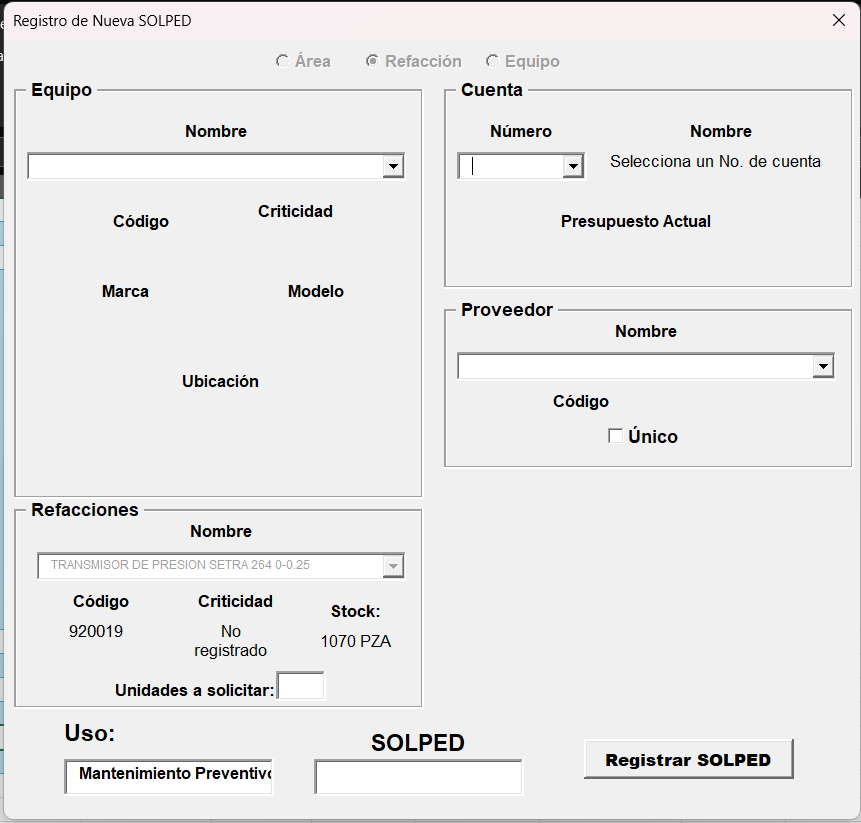 Registro de Nueva SOLPED
Área
Refacción
Equipo
Equipo
Nombre
Código
Criticidad
Marca
Modelo
Ubicación
Cuenta
Número
Nombre
Selecciona un No. de cuenta
Presupuesto Actual
Proveedor
Nombre
Código
Único
Refacciones
Nombre
TRANSMISOR DE PRESION SETRA 264 0-0.25
Código
Criticidad
Stock:
920019
No
registrado
1070 PZA
Unidades a solicitar:
Uso:
Mantenimiento Preventivo
SOLPED
Registrar SOLPED